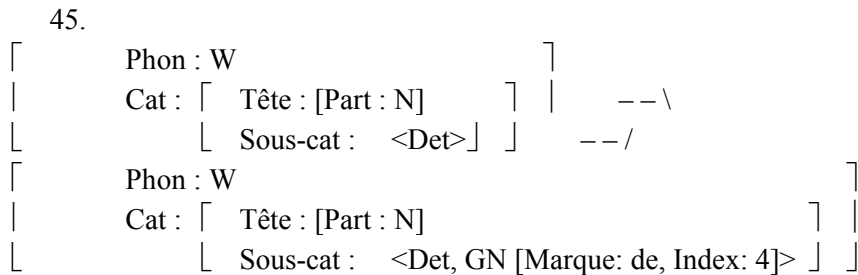 45.
⎡ Phon : W ⎤
| Cat : ⎡ Tête : [Part : N] ⎤ | – – \
⎣ ⎣ Sous-cat : <Det>⎦ ⎦ – – /
⎡ Phon : W ⎤
| Cat : ⎡ Tête : [Part : N] ⎤ |
⎣ ⎣ Sous-cat : <Det, GN [Marque: de, Index: 4]> ⎦ ⎦